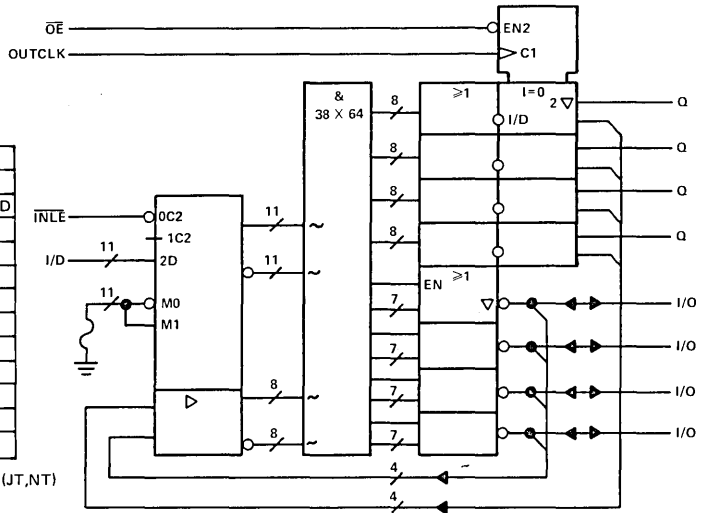 OE
EN2
OUTCLK
C1
&
38 X 64
8
≥1
I=0
2 ▽
Q
I/D
8
Q
D
8
Q
INLE
0C2
11
~
8
Q
1C2
I/D
11
2D
11
~
EN
≥1
11
M0
7
▽
I/O
M1
7
I/O
8
~
7
I/O
▷
8
~
7
I/O
(JT,NT)
4
4